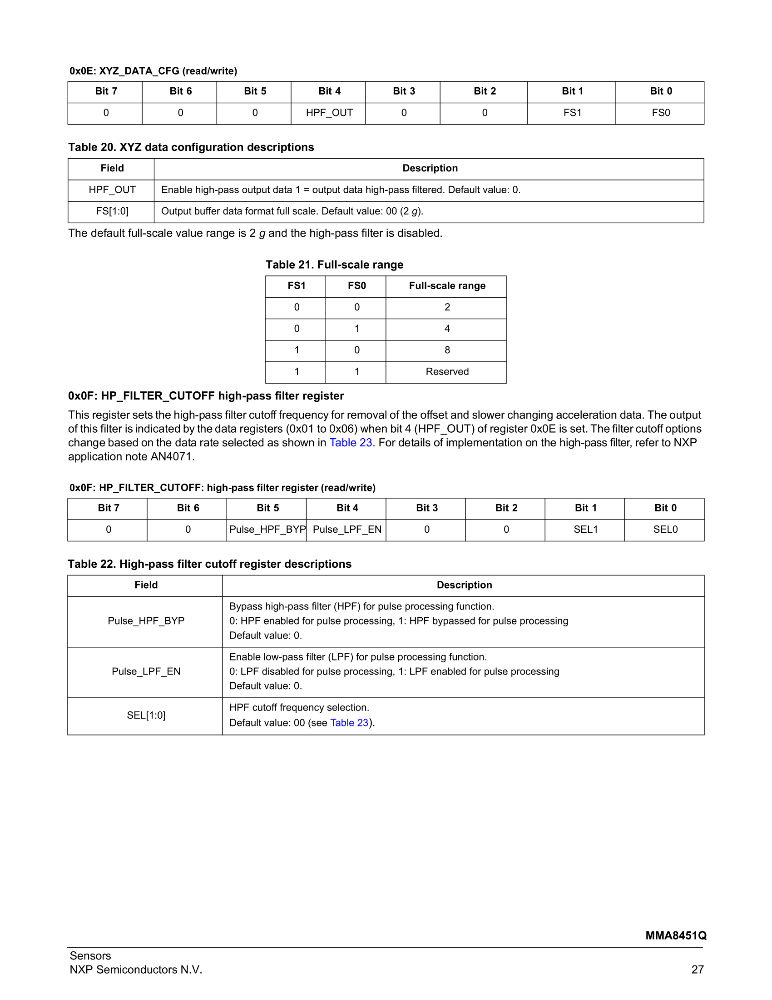 0x0E: XYZ_DATA_CFG (read/write)
Bit 7 Bit 6 Bit 5 Bit 4 Bit 3 Bit 2 Bit 1 Bit 0
0 0 0 HPF_OUT 0 0 FS1 FS0
Table 20. XYZ data configuration descriptions
Field Description
HPF_OUT Enable high-pass output data 1 = output data high-pass filtered. Default value: 0.
FS[1:0] Output buffer data format full scale. Default value: 00 (2 g).
The default full-scale value range is 2 g and the high-pass filter is disabled.
Table 21. Full-scale range
FS1 FS0 Full-scale range
0 0 2
0 1 4
1 0 8
1 1 Reserved
0x0F: HP_FILTER_CUTOFF high-pass filter register
This register sets the high-pass filter cutoff frequency for removal of the offset and slower changing acceleration data. The output
of this filter is indicated by the data registers (0x01 to 0x06) when bit 4 (HPF_OUT) of register 0x0E is set. The filter cutoff options
change based on the data rate selected as shown in Table 23. For details of implementation on the high-pass filter, refer to NXP
application note AN4071.
0x0F: HP_FILTER_CUTOFF: high-pass filter register (read/write)
Bit 7 Bit 6 Bit 5 Bit 4 Bit 3 Bit 2 Bit 1 Bit 0
0 0 Pulse_HPF_BYP Pulse_LPF_EN 0 0 SEL1 SEL0
Table 22. High-pass filter cutoff register descriptions
Field Description
Pulse_HPF_BYP
Bypass high-pass filter (HPF) for pulse processing function.
0: HPF enabled for pulse processing, 1: HPF bypassed for pulse processing
Default value: 0.
Pulse_LPF_EN
Enable low-pass filter (LPF) for pulse processing function.
0: LPF disabled for pulse processing, 1: LPF enabled for pulse processing
Default value: 0.
SEL[1:0]
HPF cutoff frequency selection.
Default value: 00 (see Table 23).
MMA8451Q
Sensors
NXP Semiconductors N.V. 27